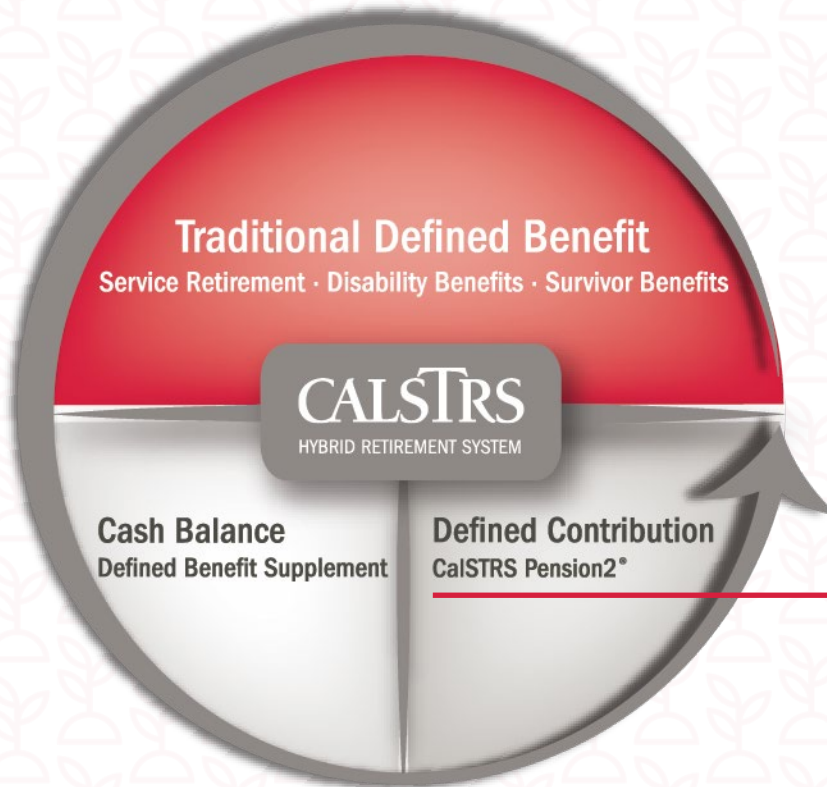 Traditional Defined Benefit
Service Retirement · Disability Benefits · Survivor Benefits
CALSTRS
HYBRID RETIREMENT SYSTEM
Cash Balance
Defined Benefit Supplement
Defined Contribution
CalSTRS Pension2®